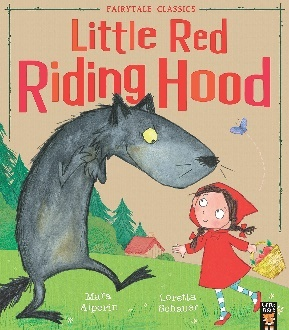 FAIRYTALE CLASSICS
Little Red
Riding Hood
Mara Alperin
Loretta Schauer